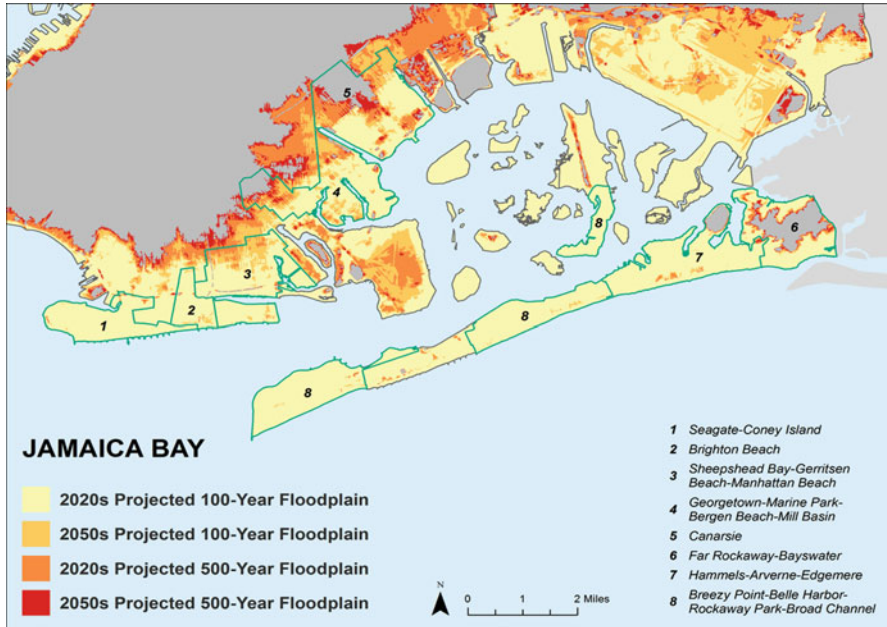 5
4
8
6
7
3
2
1
8
8
JAMAICA BAY
2020s Projected 100-Year Floodplain
2050s Projected 100-Year Floodplain
2020s Projected 500-Year Floodplain
2050s Projected 500-Year Floodplain
N
0 1 2 Miles
1 Seagate-Coney Island
2 Brighton Beach
3 Sheepshead Bay-Gerritsen
Beach-Manhattan Beach
4 Georgetown-Marine Park-
Bergen Beach-Mill Basin
5 Canarsie
6 Far Rockaway-Bayswater
7 Hammels-Arverne-Edgemere
8 Breezy Point-Belle Harbor-
Rockaway Park-Broad Channel